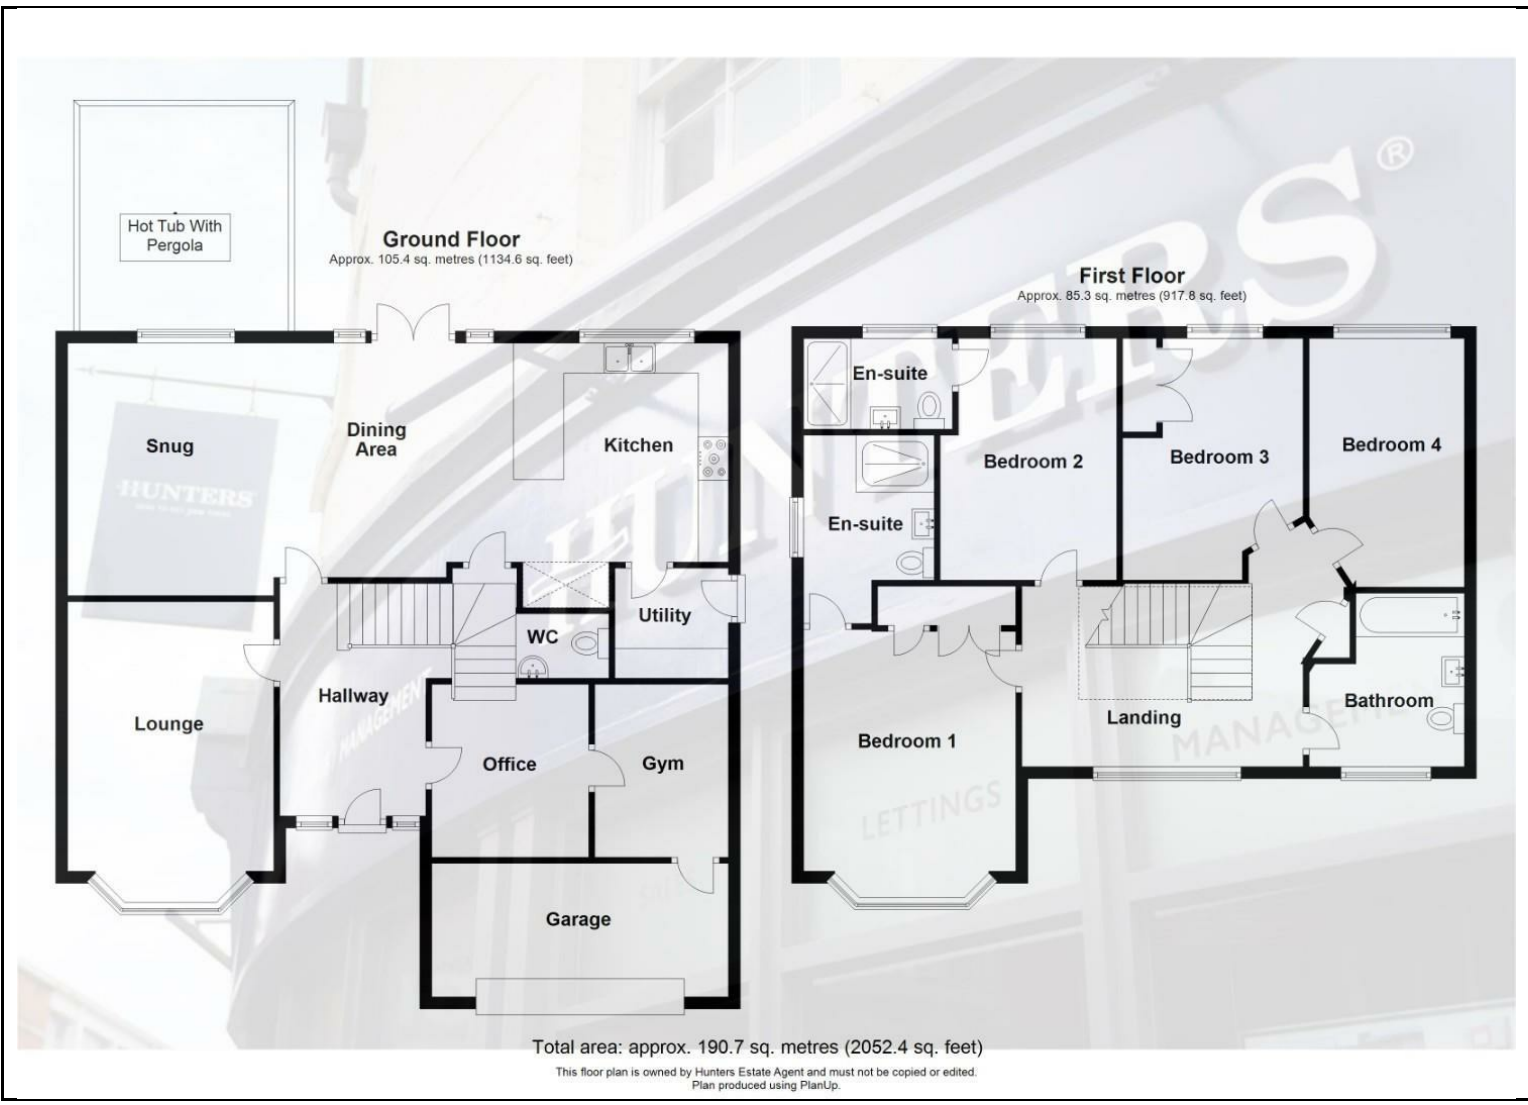 Hot Tub With
Pergola
Ground Floor
Approx. 105.4 sq. metres (1134.6 sq. feet)
First Floor
Approx. 85.3 sq. metres (917.8 sq. feet)
Snug
Dining
Area
Kitchen
Utility
WC
Hallway
Lounge
Office
Gym
Garage
En-suite
En-suite
Bedroom 2
Bedroom 3
Bedroom 4
Bedroom 1
Landing
Bathroom
HUNTERS®
HUNTERS
MANAGEMENT
LETTINGS
MANAGEMENT
Total area: approx. 190.7 sq. metres (2052.4 sq. feet)
This floor plan is owned by Hunters Estate Agent and must not be copied or edited.
Plan produced using PlanUp.